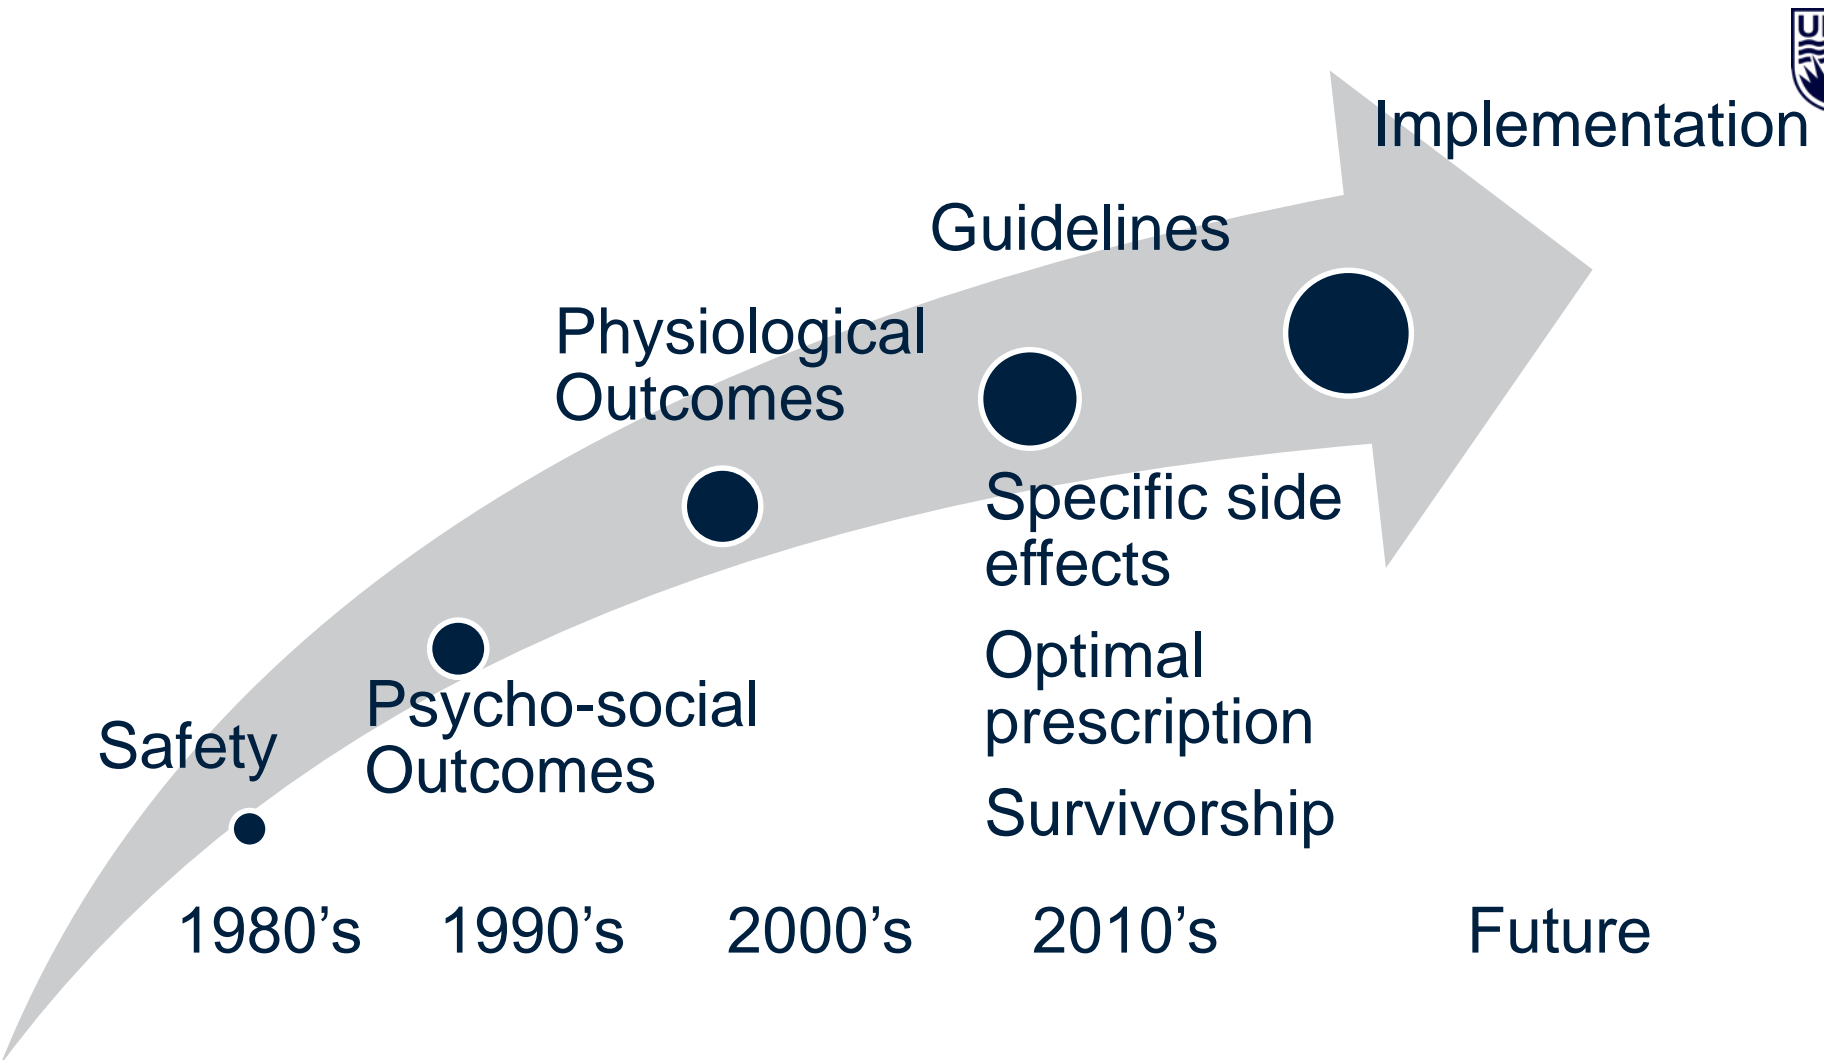 Implementation
Guidelines
Physiological
Outcomes
Specific side
effects
Optimal
prescription
Survivorship
Psycho-social
Outcomes
Safety
1980’s 1990’s 2000’s 2010’s Future